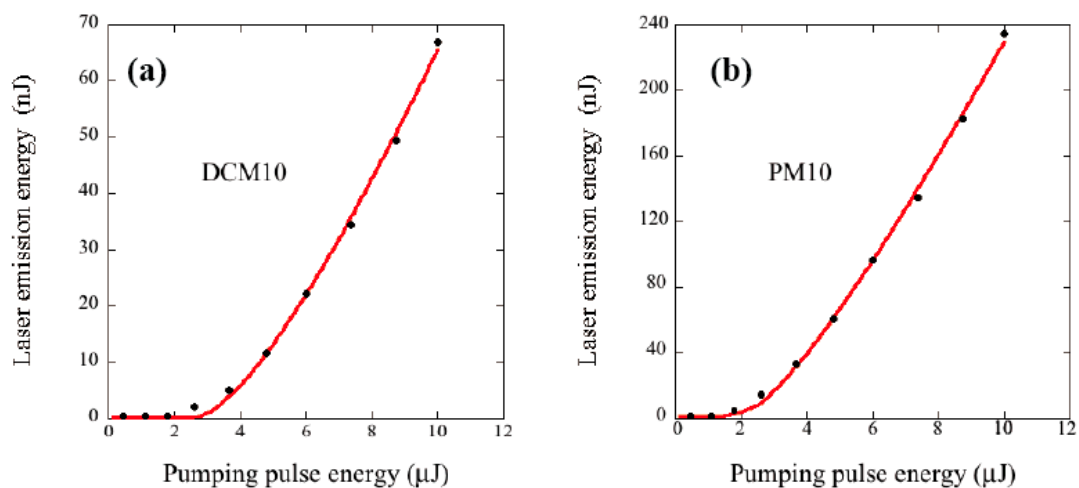 (a)
DCM10
Laser emission energy (nJ)
70
60
50
40
30
20
10
0
0 2 4 6 8 10 12
Pumping pulse energy (μJ)
(b)
PM10
Laser emission energy (nJ)
240
200
160
120
80
40
0
0 2 4 6 8 10 12
Pumping pulse energy (μJ)